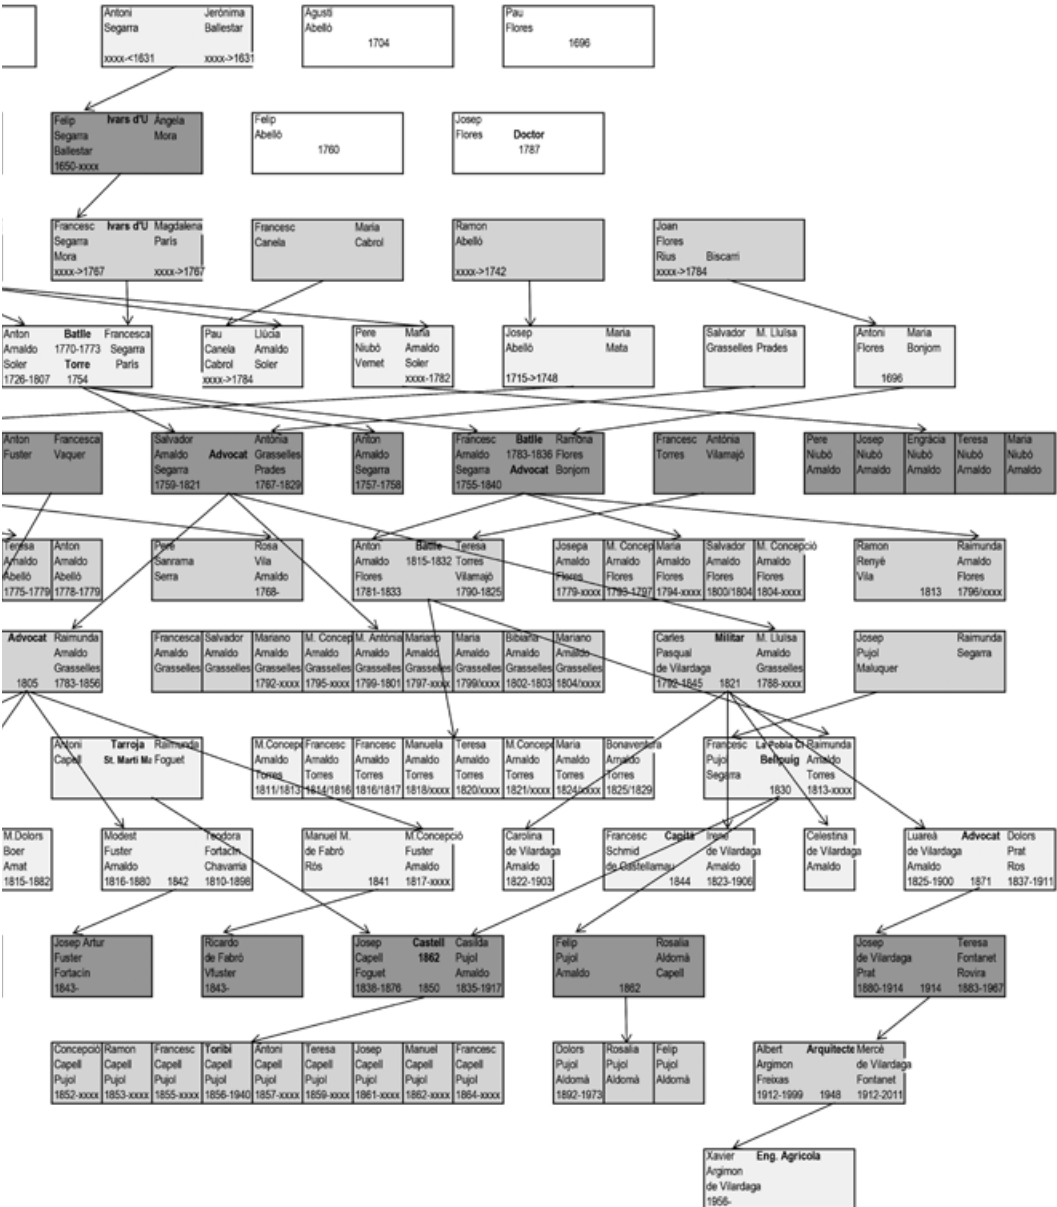 Antoni Jerònima
Segarra Ballestar
xxxx-<1631 xxxx->1631
Agustí
Abelló
1704
Pau
Flores
1696
Felip Ivars d'U Àngela
Segarra Mora
Ballestar
1650-xxxx
Felip
Abelló
1760
Josep
Flores Doctor
1787
Francesc Ivars d'U Magdalena
Segarra París
Mora
xxxx->1767 xxxx->1767
Francesc Maria
Canela Cabrol
Ramon
Abelló
xxxx->1742
Joan
Flores
Rius Biscarri
xxxx->1784
Anton Batlle Francesca
Arnaldo 1770-1773 Segarra
Soler Torre París
1726-1807 1754
Pau Llúcia
Canela Arnaldo
Cabrol Soler
xxxx->1784
Pere Maria
Niubó Arnaldo
Vernet Soler
xxxx-1782
Josep Maria
Abelló Mata
1715->1748
Salvador M. Lluïsa
Grasselles Prades
Antoni Maria
Flores Bonjorn
1696
Anton Francesca
Fuster Vaquer
Salvador Antònia
Arnaldo Advocat Grasselles
Segarra Prades
1759-1821 1767-1829
Anton
Arnaldo
Segarra
1757-1758
Francesc Batlle Ramona
Arnaldo 1783-1836 Flores
Segarra Advocat Bonjorn
1755-1840
Francesc Antònia
Torres Vilamajó
Pere Josep Engràcia Teresa Maria
Niubó Niubó Niubó Niubó Niubó
Arnaldo Arnaldo Arnaldo Arnaldo Arnaldo
Teresa Anton
Arnaldo Arnaldo
Abelló Abelló
1775-1779 1778-1779
Pere Rosa
Sanrama Vila
Serra Arnaldo
1768-
Anton Batlle Teresa
Arnaldo 1815-1832 Torres
Flores Vilamajó
1781-1833 1790-1825
Josepa M. Concep Maria Salvador M. Concepció
Arnaldo Arnaldo Arnaldo Arnaldo Arnaldo
Flores Flores Flores Flores Flores
1779-xxxx 1793-1797 1794-xxxx 1800/1804 1804-xxxx
Ramon Raimunda
Renyé Arnaldo
Vila Flores
1813 1796/xxxx
Advocat Raimunda
Arnaldo
Grasselles
1805 1783-1856
Francesca Salvador Mariano M. Concep M. Antònia Mariano Maria Bibiana Mariano
Arnaldo Arnaldo Arnaldo Arnaldo Arnaldo Arnaldo Arnaldo Arnaldo Arnaldo
Grasselles Grasselles Grasselles Grasselles Grasselles Grasselles Grasselles Grasselles Grasselles
1792-xxxx 1795-xxxx 1799-1801 1797-xxxx 1799/xxxx 1802-1803 1804/xxxx
Carles Militar M. Lluïsa
Pasqual Arnaldo
de Vilardaga Grasselles
1792-1845 1821 1788-xxxx
Josep Raimunda
Pujol Segarra
Maluquer
Antoni Tarroja Raimunda
Capell St. Martí Ma Foguet
M.Concep Francesc Francesc Manuela Teresa M.Concep Maria Bonaventura
Arnaldo Arnaldo Arnaldo Arnaldo Arnaldo Arnaldo Arnaldo Arnaldo
Torres Torres Torres Torres Torres Torres Torres Torres
1811/1813 1814/1816 1816/1817 1818/xxxx 1820/xxxx 1821/xxxx 1824/xxxx 1825/1829
Francesc La Pobla Cl Raimunda
Pujol Bellpuig Arnaldo
Segarra Torres
1830 1813-xxxx
M.Dolors
Boer
Amat
1815-1882
Modest Teodora
Fuster Fortacín
Arnaldo Chavarria
1816-1880 1842 1810-1898
Manuel M. M.Concepció
de Fabró Fuster
Rós Arnaldo
1841 1817-xxxx
Carolina
de Vilardaga
Arnaldo
1822-1903
Francesc Capità Irene
Schmid de Vilardaga
de Castellarnau Arnaldo
1844 1823-1906
Celestina
de Vilardaga
Arnaldo
Luareà Advocat Dolors
de Vilardaga Prat
Arnaldo Ros
1825-1900 1871 1837-1911
Josep Artur
Fuster
Fortacín
1843-
Ricardo
de Fabró
Vfuster
1843-
Josep Castell Casilda
Capell 1862 Pujol
Foguet Arnaldo
1838-1876 1850 1835-1917
Felip Rosalia
Pujol Aldomà
Arnaldo Capell
1862
Josep Teresa
de Vilardaga Fontanet
Prat Rovira
1880-1914 1914 1883-1967
Concepció Ramon Francesc Toribi Antoni Teresa Josep Manuel Francesc
Capell Capell Capell Capell Capell Capell Capell Capell Capell
Pujol Pujol Pujol Pujol Pujol Pujol Pujol Pujol Pujol
1852-xxxx 1853-xxxx 1855-xxxx 1856-1940 1857-xxxx 1859-xxxx 1861-xxxx 1862-xxxx 1864-xxxx
Dolors Rosalia Felip
Pujol Pujol Pujol
Aldomà Aldomà Aldomà
1892-1973
Albert Arquitecte Mercè
Argimon de Vilardaga
Freixas Fontanet
1912-1999 1948 1912-2011
Xavier Eng. Agrícola
Argimon
de Vilardaga
1956-